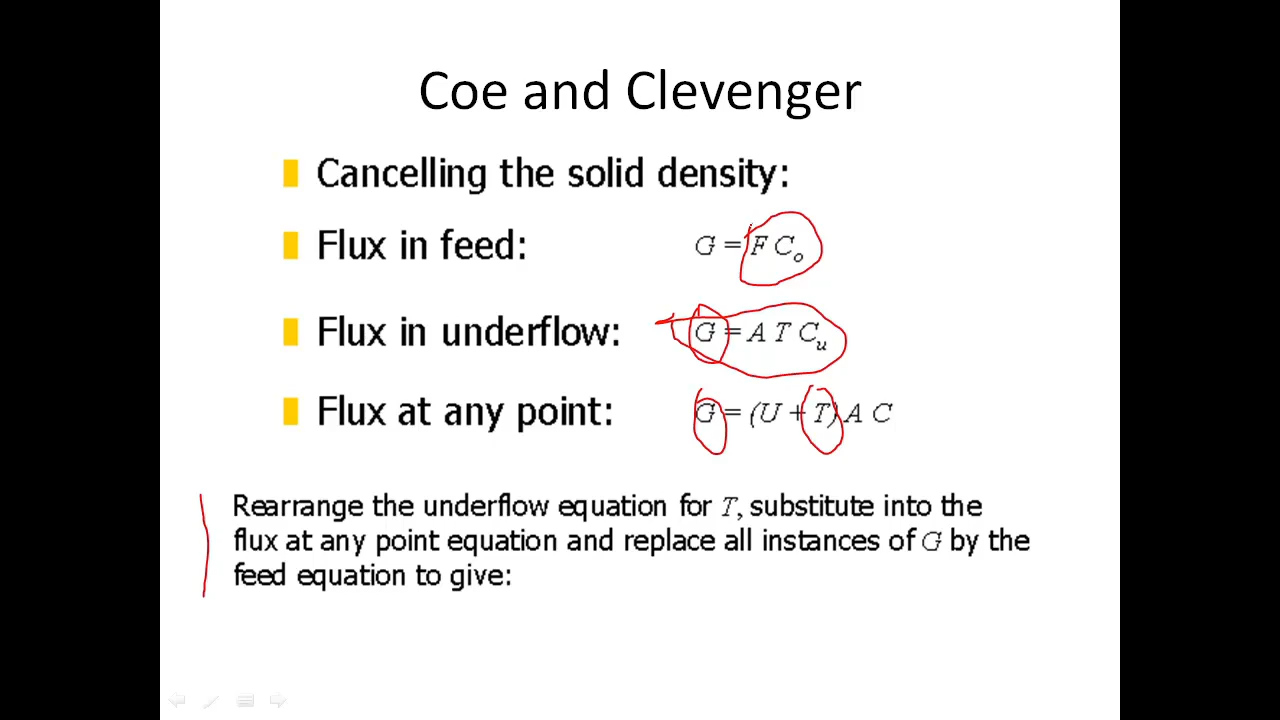 Coe and Clevenger
Cancelling the solid density:
Flux in feed: G = F C₀
Flux in underflow: G = A T Cᵤ
Flux at any point: G = (U + T) A C
Rearrange the underflow equation for T, substitute into the
flux at any point equation and replace all instances of G by the
feed equation to give: